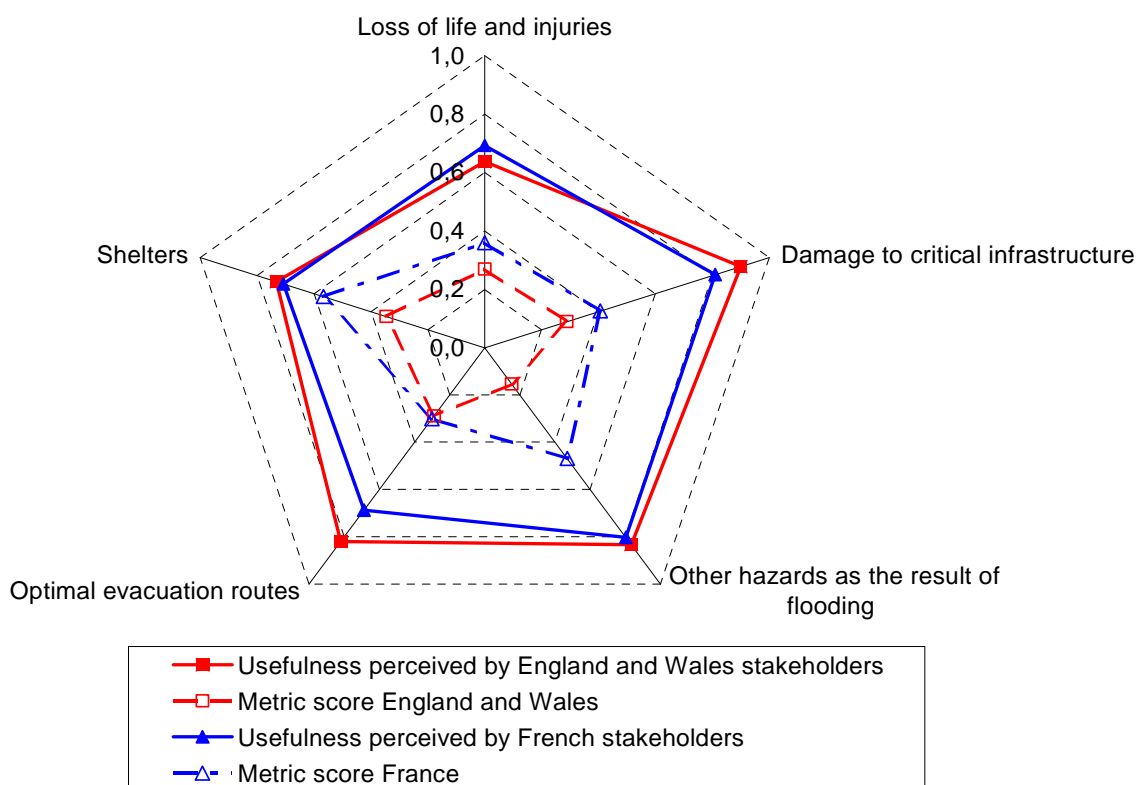 Loss of life and injuries
1,0
0,8
0,6
0,4
0,2
0,0
Shelters
Damage to critical infrastructure
Optimal evacuation routes
Other hazards as the result of
flooding
Usefulness perceived by England and Wales stakeholders
Metric score England and Wales
Usefulness perceived by French stakeholders
Metric score France